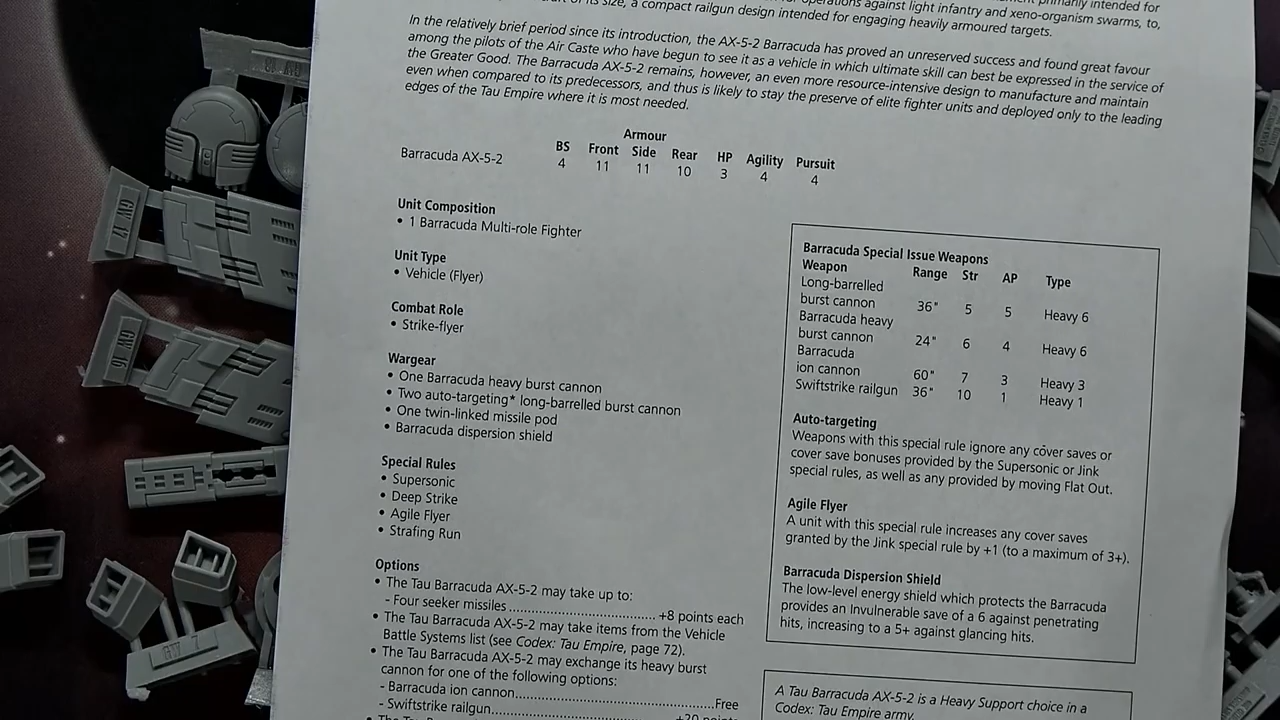 operations against light infantry and xeno-organism swarms, to,
of its size, a compact railgun design intended for engaging heavily armoured targets.
In the relatively brief period since its introduction, the AX-5-2 Barracuda has proved an unreserved success and found great favour
among the pilots of the Air Caste who have begun to see it as a vehicle in which ultimate skill can best be expressed in the service of
the Greater Good. The Barracuda AX-5-2 remains, however, an even more resource-intensive design to manufacture and maintain
even when compared to its predecessors, and thus is likely to stay the preserve of elite fighter units and deployed only to the leading
edges of the Tau Empire where it is most needed.
Armour
BS Front Side Rear HP Agility Pursuit
Barracuda AX-5-2 4 11 11 10 3 4 4
Unit Composition
• 1 Barracuda Multi-role Fighter
Unit Type
• Vehicle (Flyer)
Combat Role
• Strike-flyer
Wargear
• One Barracuda heavy burst cannon
• Two auto-targeting* long-barrelled burst cannon
• One twin-linked missile pod
• Barracuda dispersion shield
Special Rules
• Supersonic
• Deep Strike
• Agile Flyer
• Strafing Run
Options
• The Tau Barracuda AX-5-2 may take up to:
- Four seeker missiles.................................... +8 points each
• The Tau Barracuda AX-5-2 may take items from the Vehicle
Battle Systems list (see Codex: Tau Empire, page 72).
• The Tau Barracuda AX-5-2 may exchange its heavy burst
cannon for one of the following options:
- Barracuda ion cannon.................................................Free
- Swiftstrike railgun............................................. +20 points
Barracuda Special Issue Weapons
Weapon Range Str AP Type
Long-barrelled
burst cannon 36" 5 5 Heavy 6
Barracuda heavy
burst cannon 24" 6 4 Heavy 6
Barracuda
ion cannon 60" 7 3 Heavy 3
Swiftstrike railgun 36" 10 1 Heavy 1
Auto-targeting
Weapons with this special rule ignore any cover saves or
cover save bonuses provided by the Supersonic or Jink
special rules, as well as any provided by moving Flat Out.
Agile Flyer
A unit with this special rule increases any cover saves
granted by the Jink special rule by +1 (to a maximum of 3+).
Barracuda Dispersion Shield
The low-level energy shield which protects the Barracuda
provides an Invulnerable save of a 6 against penetrating
hits, increasing to a 5+ against glancing hits.
A Tau Barracuda AX-5-2 is a Heavy Support choice in a
Codex: Tau Empire army.
GW 17
GW 16
GW 1